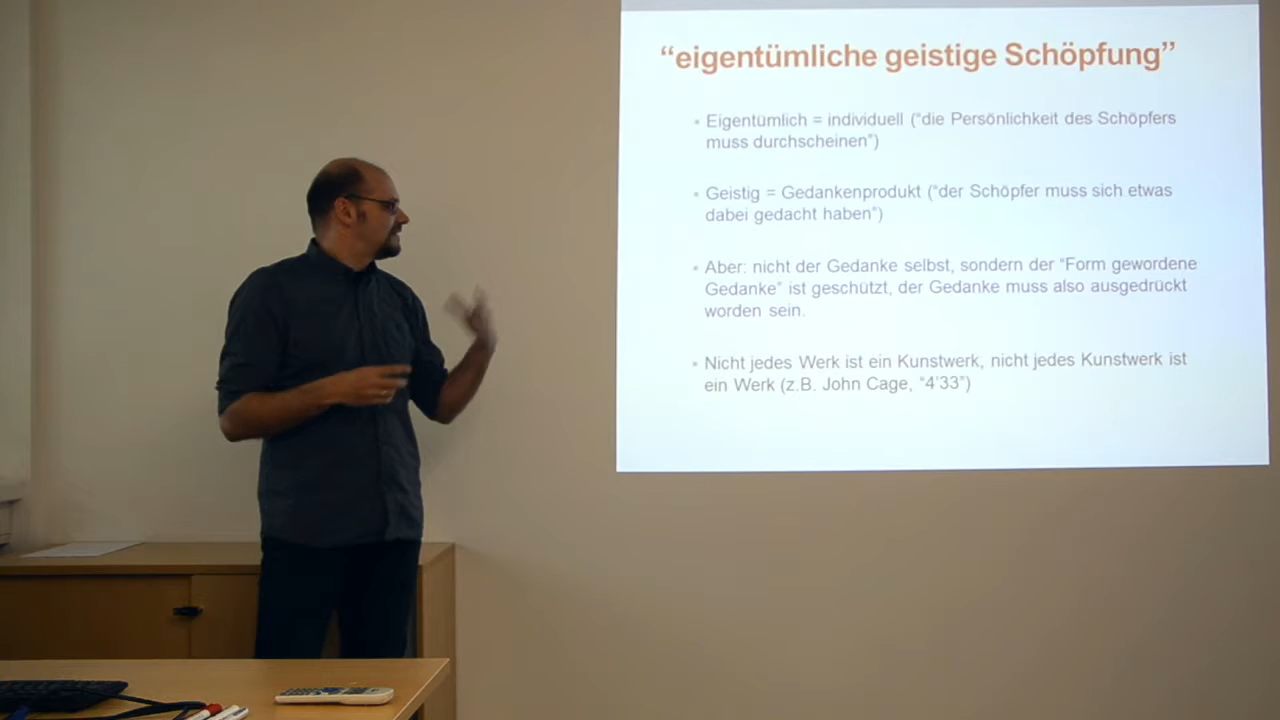 “eigentümliche geistige Schöpfung”
Eigentümlich = individuell (“die Persönlichkeit des Schöpfers
muss durchscheinen”)
Geistig = Gedankenprodukt (“der Schöpfer muss sich etwas
dabei gedacht haben”)
Aber: nicht der Gedanke selbst, sondern der “Form gewordene
Gedanke” ist geschützt, der Gedanke muss also ausgedrückt
worden sein.
Nicht jedes Werk ist ein Kunstwerk, nicht jedes Kunstwerk ist
ein Werk (z.B. John Cage, “4’33”)